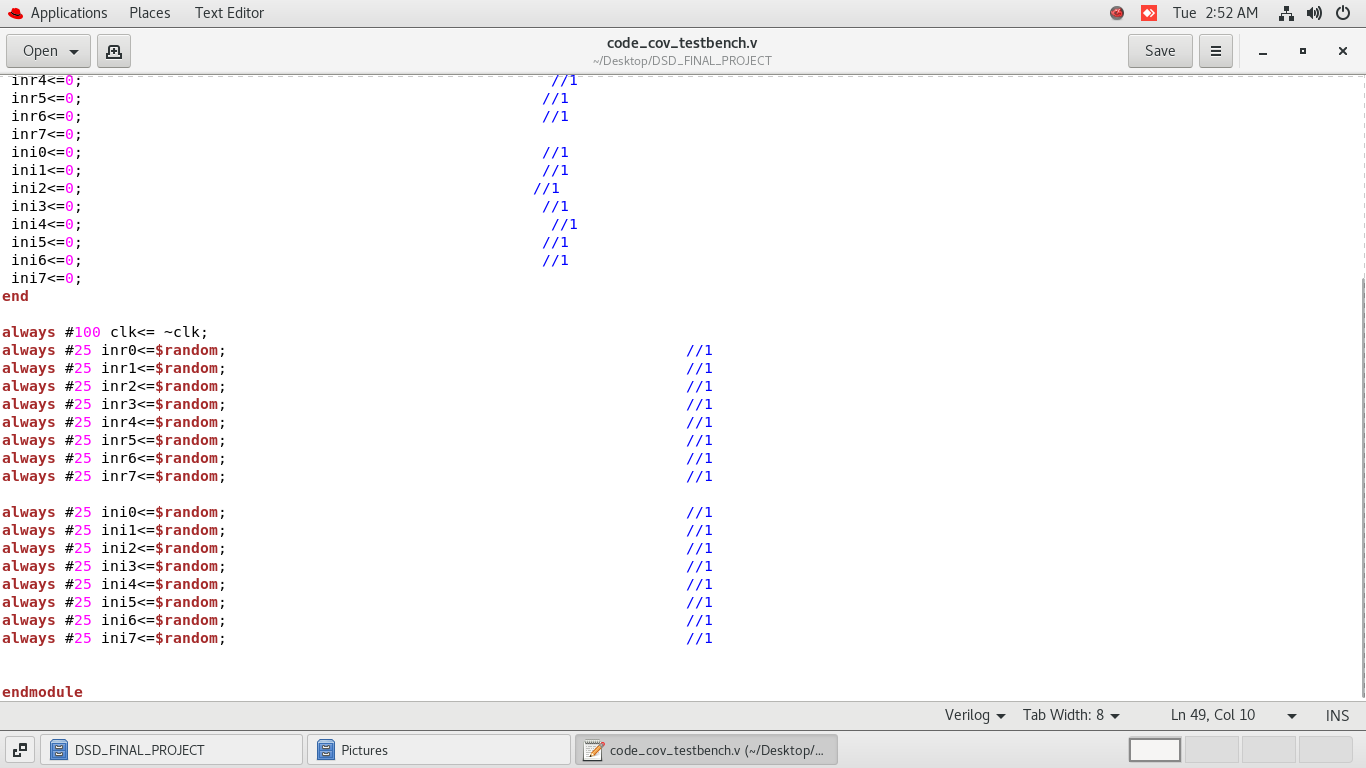 Applications Places Text Editor Tue 2:52 AM
Open code_cov_testbench.v Save
~/Desktop/DSD_FINAL_PROJECT
inr4<=0; //1
inr5<=0; //1
inr6<=0; //1
inr7<=0;
ini0<=0; //1
ini1<=0; //1
ini2<=0; //1
ini3<=0; //1
ini4<=0; //1
ini5<=0; //1
ini6<=0; //1
ini7<=0;
end
always #100 clk<= ~clk;
always #25 inr0<=$random; //1
always #25 inr1<=$random; //1
always #25 inr2<=$random; //1
always #25 inr3<=$random; //1
always #25 inr4<=$random; //1
always #25 inr5<=$random; //1
always #25 inr6<=$random; //1
always #25 inr7<=$random; //1
always #25 ini0<=$random; //1
always #25 ini1<=$random; //1
always #25 ini2<=$random; //1
always #25 ini3<=$random; //1
always #25 ini4<=$random; //1
always #25 ini5<=$random; //1
always #25 ini6<=$random; //1
always #25 ini7<=$random; //1
endmodule
Verilog Tab Width: 8 Ln 49, Col 10 INS
DSD_FINAL_PROJECT Pictures code_cov_testbench.v (~/Desktop/...